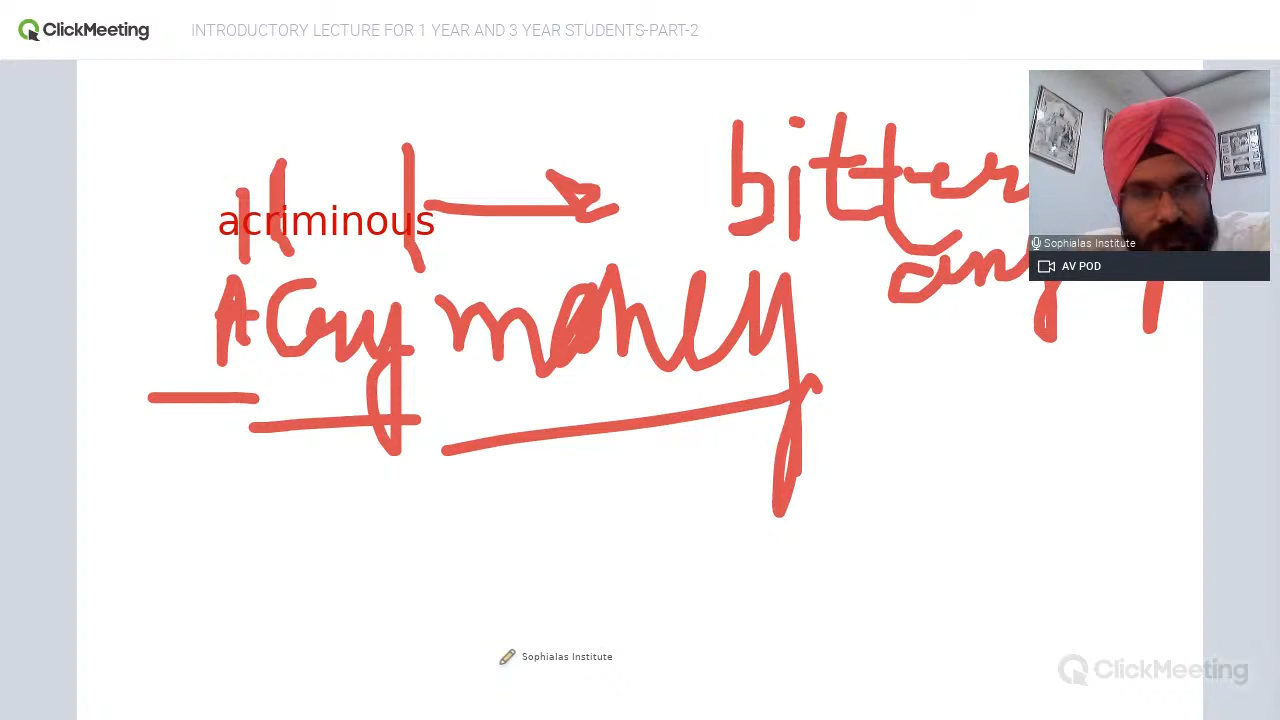 ClickMeeting INTRODUCTORY LECTURE FOR 1 YEAR AND 3 YEAR STUDENTS-PART-2
bitter
acriminous
Sophialas Institute
AV POD
A Cry money
Sophialas Institute
ClickMeeting